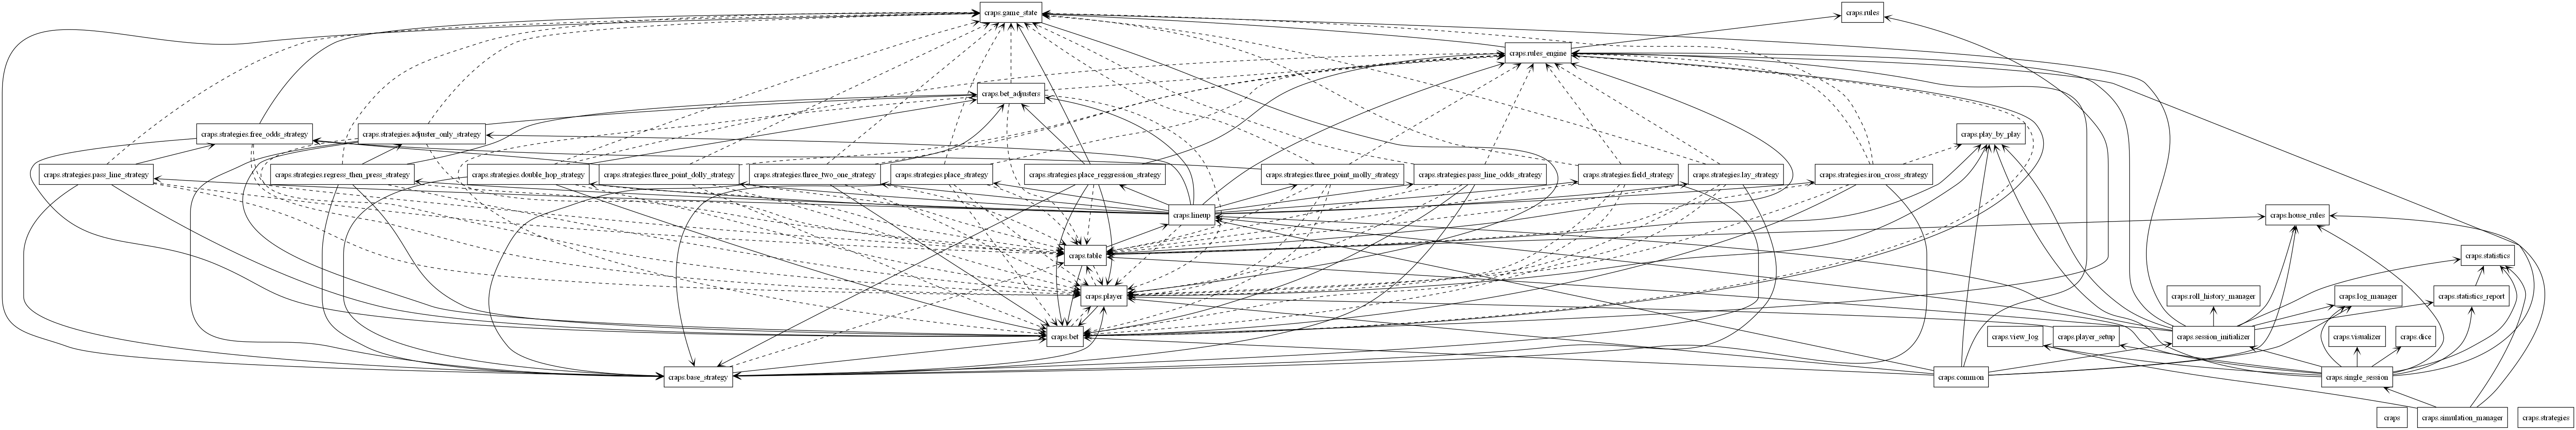 craps.game_state
craps.rules
craps.rules_engine
craps.bet_adjusters
craps.strategies.free_odds_strategy
craps.strategies.adjuster_only_strategy
craps.play_by_play
craps.strategies.pass_line_strategy
craps.strategies.regress_then_press_strategy
craps.strategies.double_hop_strategy
craps.strategies.three_point_dolly_strategy
craps.strategies.three_two_one_strategy
craps.strategies.place_strategy
craps.strategies.place_reggression_strategy
craps.strategies.three_point_molly_strategy
craps.strategies.pass_line_odds_strategy
craps.strategies.field_strategy
craps.strategies.lay_strategy
craps.strategies.iron_cross_strategy
craps.lineup
craps.house_rules
craps.table
craps.statistics
craps.player
craps.roll_history_manager
craps.log_manager
craps.statistics_report
craps.bet
craps.view_log
craps.player_setup
craps.session_initializer
craps.visualizer
craps.dice
craps.base_strategy
craps.common
craps.single_session
craps
craps.simulation_manager
craps.strategies